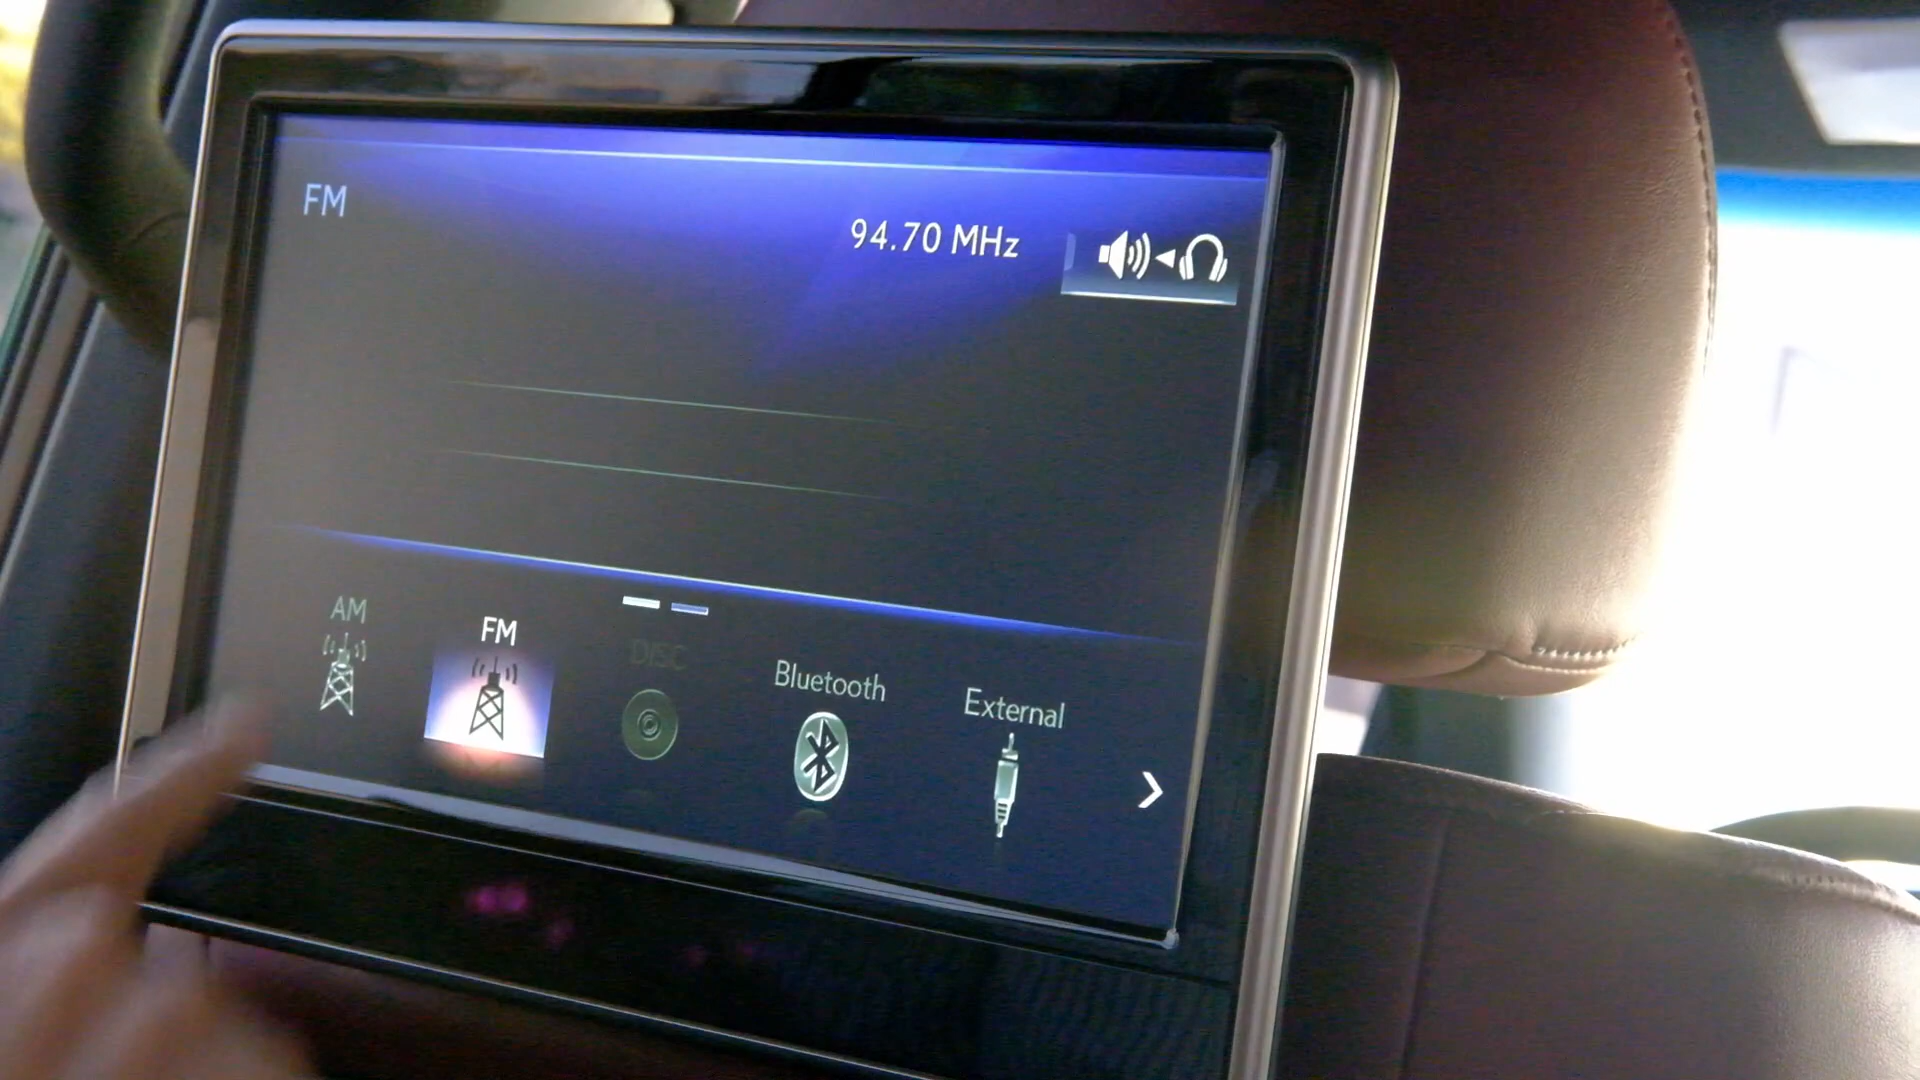 FM
94.70 MHz
AM
FM
DISC
Bluetooth
External